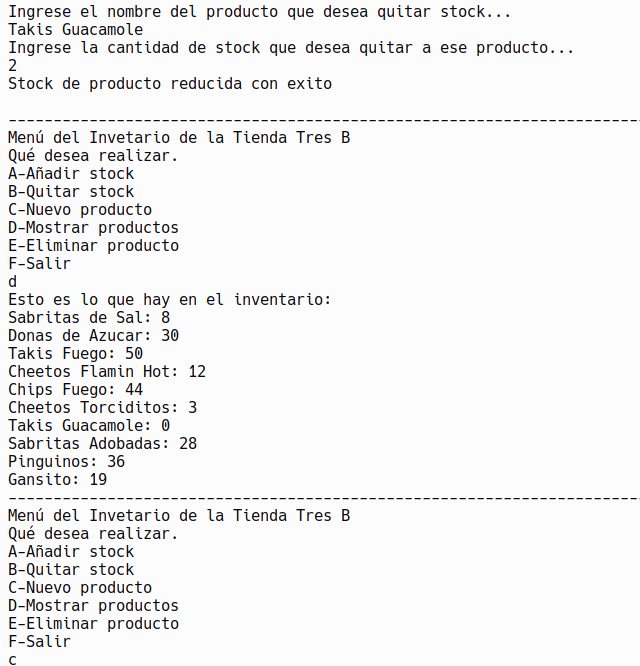 Ingrese el nombre del producto que desea quitar stock...
Takis Guacamole
Ingrese la cantidad de stock que desea quitar a ese producto...
2
Stock de producto reducida con exito
----------------------------------------------------------------------
Menú del Invetario de la Tienda Tres B
Qué desea realizar.
A-Añadir stock
B-Quitar stock
C-Nuevo producto
D-Mostrar productos
E-Eliminar producto
F-Salir
d
Esto es lo que hay en el inventario:
Sabritas de Sal: 8
Donas de Azucar: 30
Takis Fuego: 50
Cheetos Flamin Hot: 12
Chips Fuego: 44
Cheetos Torciditos: 3
Takis Guacamole: 0
Sabritas Adobadas: 28
Pinguinos: 36
Gansito: 19
----------------------------------------------------------------------
Menú del Invetario de la Tienda Tres B
Qué desea realizar.
A-Añadir stock
B-Quitar stock
C-Nuevo producto
D-Mostrar productos
E-Eliminar producto
F-Salir
c